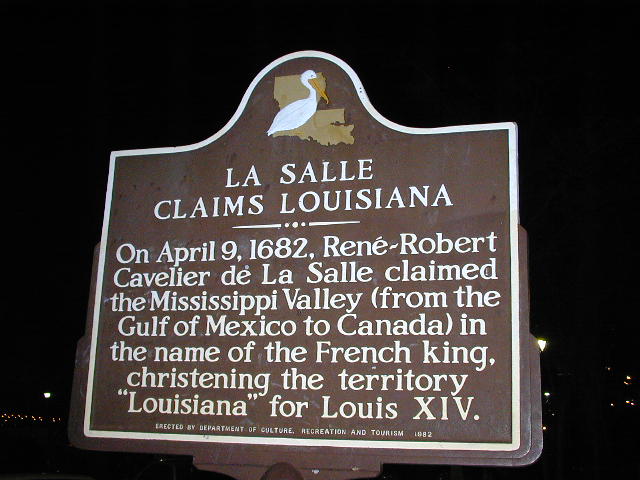 LA SALLE
CLAIMS LOUISIANA
On April 9, 1682, René-Robert
Cavelier de La Salle claimed
the Mississippi Valley (from the
Gulf of Mexico to Canada) in
the name of the French king,
christening the territory
"Louisiana" for Louis XIV.
ERECTED BY DEPARTMENT OF CULTURE, RECREATION AND TOURISM 1982